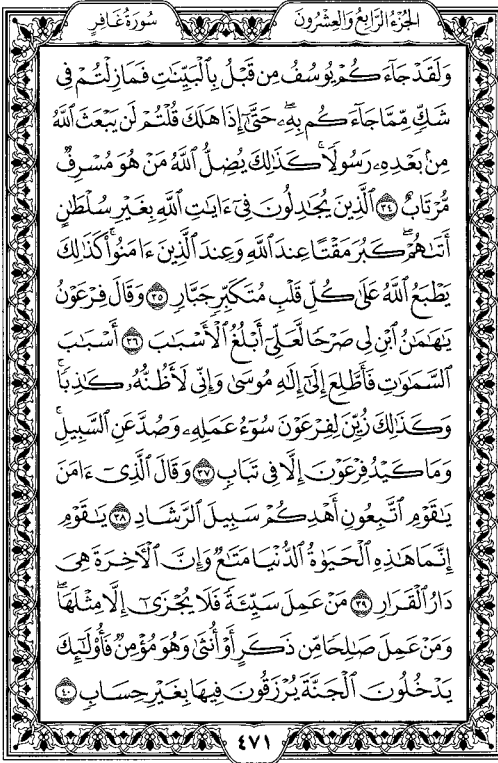 الجزء الرابع والعشرون سورة غافر
وَلَقَدْ جَآءَكُمْ يُوسُفُ مِن قَبْلُ بِٱلْبَيِّنَٰتِ فَمَا زِلْتُمْ فِى
شَكٍّ مِّمَّا جَآءَكُم بِهِۦ ۖ حَتَّىٰٓ إِذَا هَلَكَ قُلْتُمْ لَن يَبْعَثَ ٱللَّهُ
مِنۢ بَعْدِهِۦ رَسُولًا ۚ كَذَٰلِكَ يُضِلُّ ٱللَّهُ مَنْ هُوَ مُسْرِفٌ
مُّرْتَابٌ ٣٤ ٱلَّذِينَ يُجَٰدِلُونَ فِىٓ ءَايَٰتِ ٱللَّهِ بِغَيْرِ سُلْطَٰنٍ
أَتَىٰهُمْ ۖ كَبُرَ مَقْتًا عِندَ ٱللَّهِ وَعِندَ ٱلَّذِينَ ءَامَنُوا۟ ۚ كَذَٰلِكَ
يَطْبَعُ ٱللَّهُ عَلَىٰ كُلِّ قَلْبِ مُتَكَبِّرٍ جَبَّارٍ ٣٥ وَقَالَ فِرْعَوْنُ
يَٰهَٰمَٰنُ ٱبْنِ لِى صَرْحًا لَّعَلِّىٓ أَبْلُغُ ٱلْأَسْبَٰبَ ٣٦ أَسْبَٰبَ
ٱلسَّمَٰوَٰتِ فَأَطَّلِعَ إِلَىٰٓ إِلَٰهِ مُوسَىٰ وَإِنِّى لَأَظُنُّهُۥ كَٰذِبًا ۚ
وَكَذَٰلِكَ زُيِّنَ لِفِرْعَوْنَ سُوٓءُ عَمَلِهِۦ وَصُدَّ عَنِ ٱلسَّبِيلِ ۚ
وَمَا كَيْدُ فِرْعَوْنَ إِلَّا فِى تَبَابٍ ٣٧ وَقَالَ ٱلَّذِىٓ ءَامَنَ
يَٰقَوْمِ ٱتَّبِعُونِ أَهْدِكُمْ سَبِيلَ ٱلرَّشَادِ ٣٨ يَٰقَوْمِ
إِنَّمَا هَٰذِهِ ٱلْحَيَوٰةُ ٱلدُّنْيَا مَتَٰعٌ وَإِنَّ ٱلْءَاخِرَةَ هِىَ
دَارُ ٱلْقَرَارِ ٣٩ مَنْ عَمِلَ سَيِّئَةً فَلَا يُجْزَىٰٓ إِلَّا مِثْلَهَا ۖ
وَمَنْ عَمِلَ صَٰلِحًا مِّن ذَكَرٍ أَوْ أُنثَىٰ وَهُوَ مُؤْمِنٌ فَأُو۟لَٰٓئِكَ
يَدْخُلُونَ ٱلْجَنَّةَ يُرْزَقُونَ فِيهَا بِغَيْرِ حِسَابٍ ٤٠
٤٧١